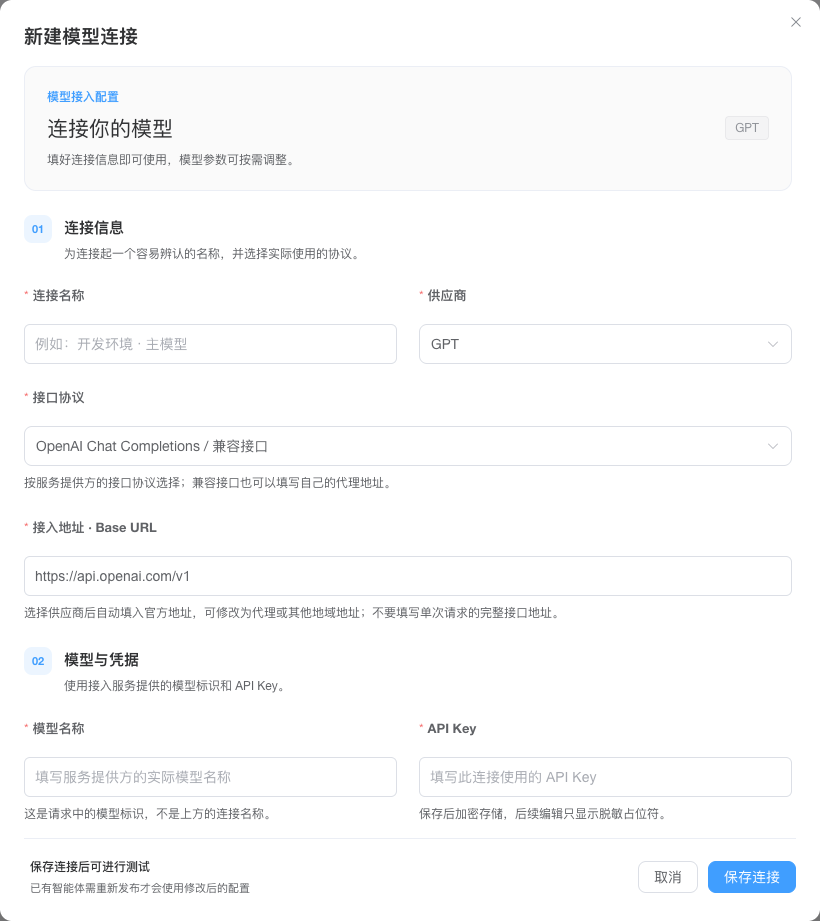 新建模型连接
模型接入配置
连接你的模型
GPT
填好连接信息即可使用，模型参数可按需调整。
01
连接信息
为连接起一个容易辨认的名称，并选择实际使用的协议。
* 连接名称
* 供应商
例如：开发环境 · 主模型
GPT
* 接口协议
OpenAI Chat Completions / 兼容接口
按服务提供方的接口协议选择；兼容接口也可以填写自己的代理地址。
* 接入地址 · Base URL
https://api.openai.com/v1
选择供应商后自动填入官方地址，可修改为代理或其他地域地址；不要填写单次请求的完整接口地址。
02
模型与凭据
使用接入服务提供的模型标识和 API Key。
* 模型名称
* API Key
填写服务提供方的实际模型名称
填写此连接使用的 API Key
这是请求中的模型标识，不是上方的连接名称。
保存后加密存储，后续编辑只显示脱敏占位符。
保存连接后可进行测试
已有智能体需重新发布才会使用修改后的配置
取消
保存连接